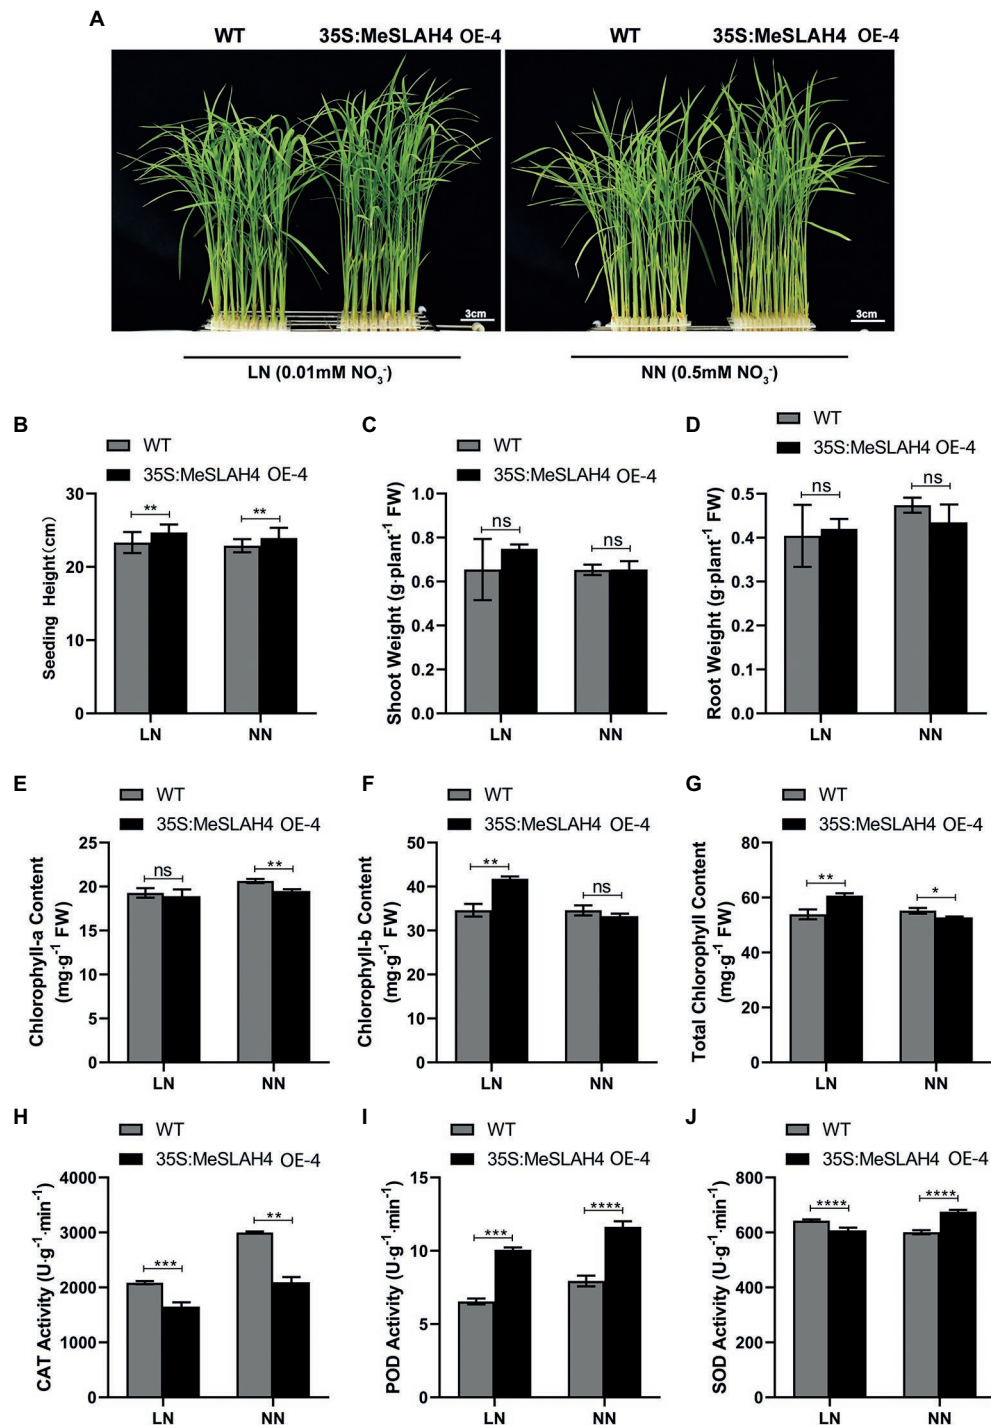 A
WT 35S:MeSLAH4 OE-4 WT 35S:MeSLAH4 OE-4
3cm 3cm
LN (0.01mM NO₃⁻) NN (0.5mM NO₃⁻)
B
WT
35S:MeSLAH4 OE-4
Seeding Height(cm)
30
20
10
0
** **
LN NN
C
WT
35S:MeSLAH4 OE-4
Shoot Weight (g·plant⁻¹ FW)
1.0
0.8
0.6
0.4
0.2
0.0
ns ns
LN NN
D
WT
35S:MeSLAH4 OE-4
Root Weight (g·plant⁻¹ FW)
0.5
0.4
0.3
0.2
0.1
0.0
ns ns
LN NN
E
WT
35S:MeSLAH4 OE-4
Chlorophyll-a Content
(mg·g⁻¹ FW)
25
20
15
10
5
0
ns **
LN NN
F
WT
35S:MeSLAH4 OE-4
Chlorophyll-b Content
(mg·g⁻¹ FW)
50
40
30
20
10
0
** ns
LN NN
G
WT
35S:MeSLAH4 OE-4
Total Chlorophyll Content
(mg·g⁻¹ FW)
80
60
40
20
0
** *
LN NN
H
WT
35S:MeSLAH4 OE-4
CAT Activity (U·g⁻¹·min⁻¹)
4000
3000
2000
1000
0
*** **
LN NN
I
WT
35S:MeSLAH4 OE-4
POD Activity (U·g⁻¹·min⁻¹)
15
10
5
0
*** ****
LN NN
J
WT
35S:MeSLAH4 OE-4
SOD Activity (U·g⁻¹·min⁻¹)
800
600
400
200
0
**** ****
LN NN